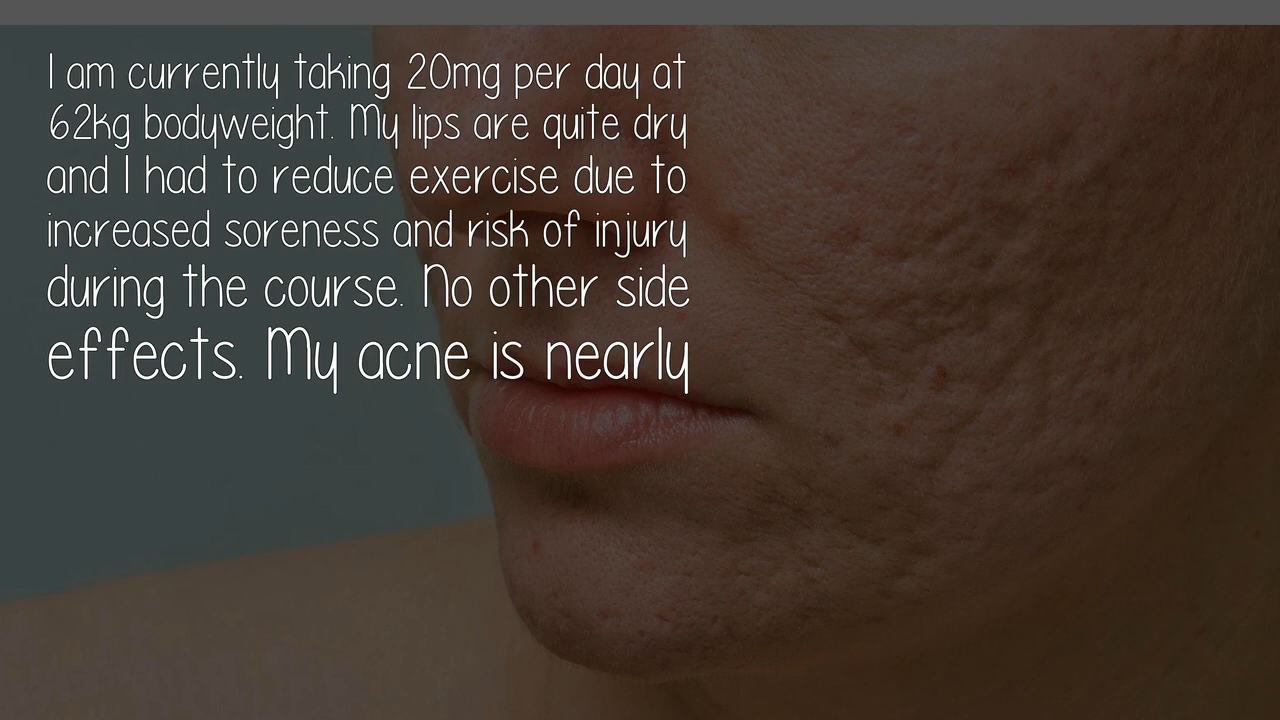 I am currently taking 20mg per day at
62kg bodyweight. My lips are quite dry
and I had to reduce exercise due to
increased soreness and risk of injury
during the course. No other side
effects. My acne is nearly